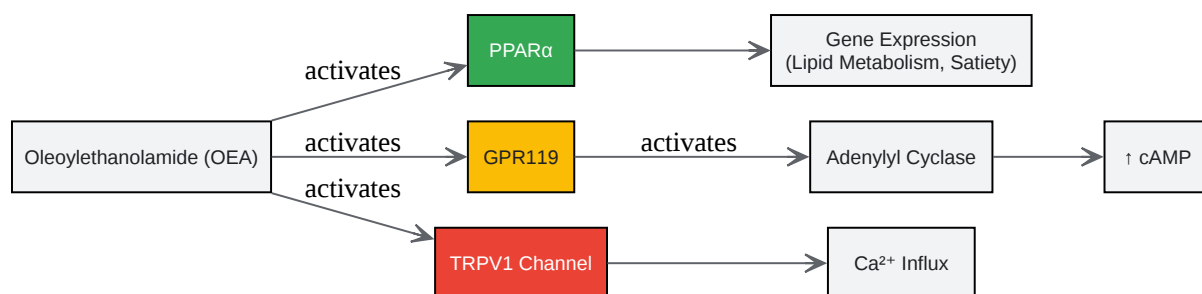 PPARα
Gene Expression
(Lipid Metabolism, Satiety)
activates
Oleoylethanolamide (OEA)
activates
GPR119
activates
Adenylyl Cyclase
↑ cAMP
activates
TRPV1 Channel
Ca²⁺ Influx